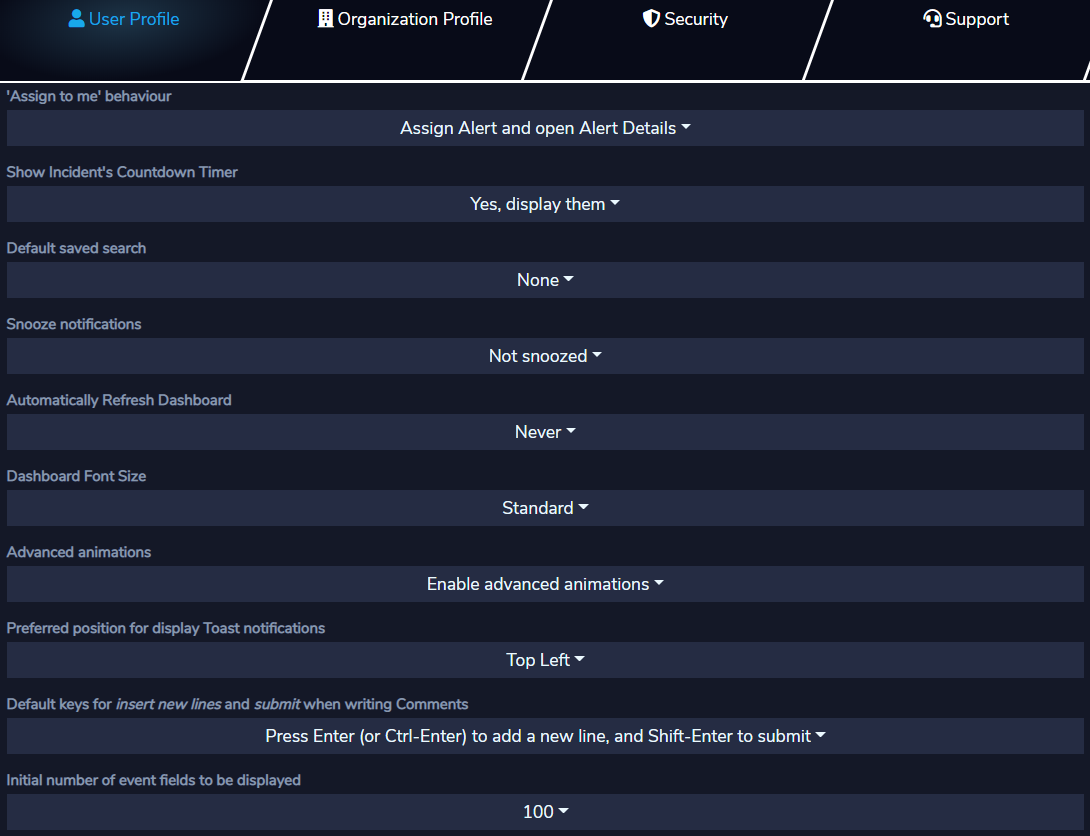 User Profile
Organization Profile
Security
Support
'Assign to me' behaviour
Assign Alert and open Alert Details
Show Incident's Countdown Timer
Yes, display them
Default saved search
None
Snooze notifications
Not snoozed
Automatically Refresh Dashboard
Never
Dashboard Font Size
Standard
Advanced animations
Enable advanced animations
Preferred position for display Toast notifications
Top Left
Default keys for insert new lines and submit when writing Comments
Press Enter (or Ctrl-Enter) to add a new line, and Shift-Enter to submit
Initial number of event fields to be displayed
100